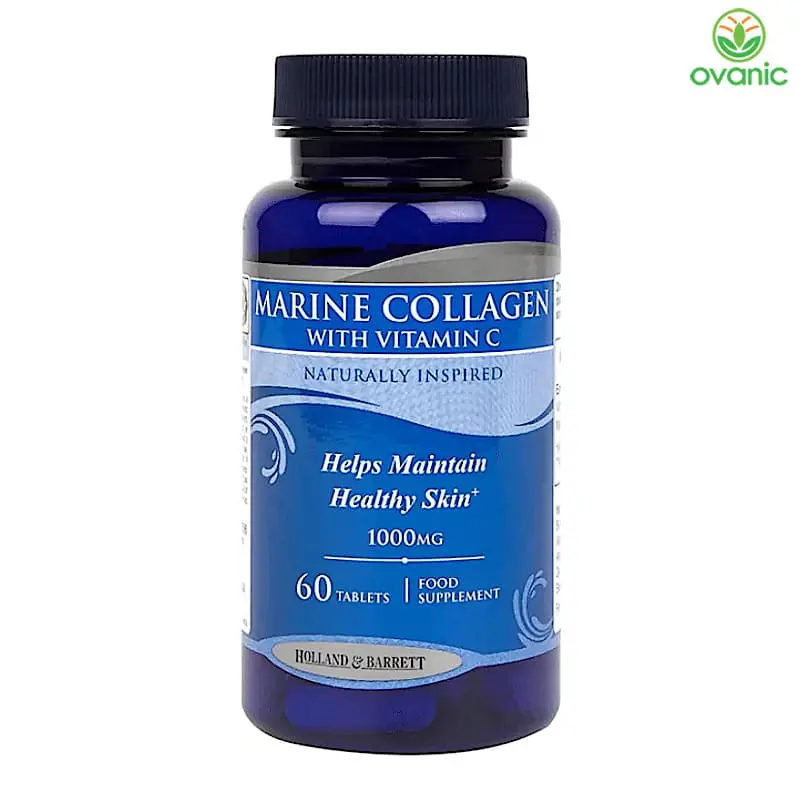 ovanic
MARINE COLLAGEN
WITH VITAMIN C
NATURALLY INSPIRED
Helps Maintain
Healthy Skin+
1000MG
60 TABLETS | FOOD
SUPPLEMENT
HOLLAND & BARRETT